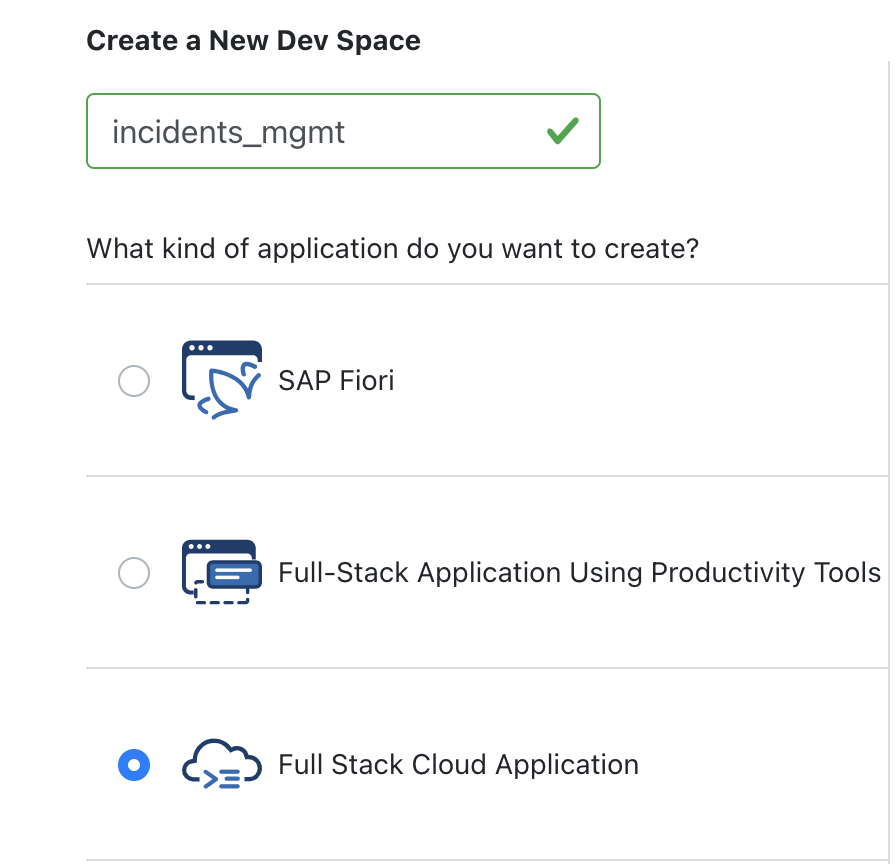 Create a New Dev Space
incidents_mgmt
What kind of application do you want to create?
SAP Fiori
Full-Stack Application Using Productivity Tools
Full Stack Cloud Application